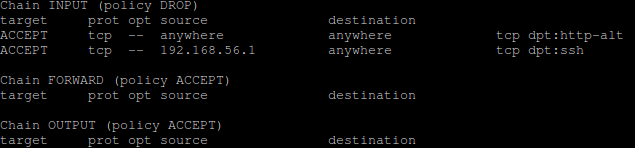 Chain INPUT (policy DROP)
target     prot opt source               destination
ACCEPT     tcp  --  anywhere             anywhere             tcp dpt:http-alt
ACCEPT     tcp  --  192.168.56.1         anywhere             tcp dpt:ssh

Chain FORWARD (policy ACCEPT)
target     prot opt source               destination

Chain OUTPUT (policy ACCEPT)
target     prot opt source               destination